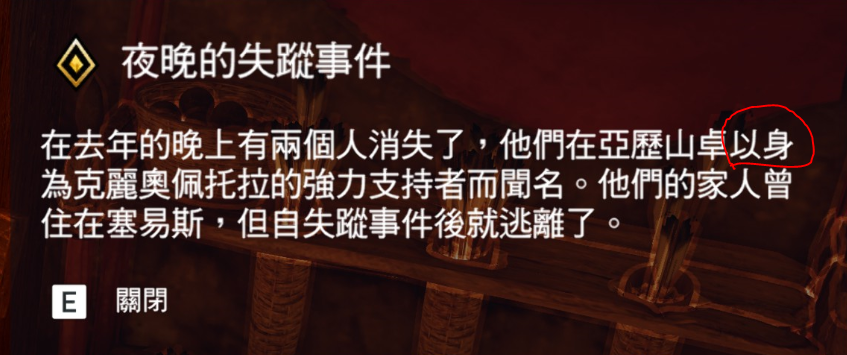 夜晚的失蹤事件
在去年的晚上有兩個人消失了，他們在亞歷山卓以身
為克麗奧佩托拉的強力支持者而聞名。他們的家人曾
住在塞易斯，但自失蹤事件後就逃離了。
E 關閉